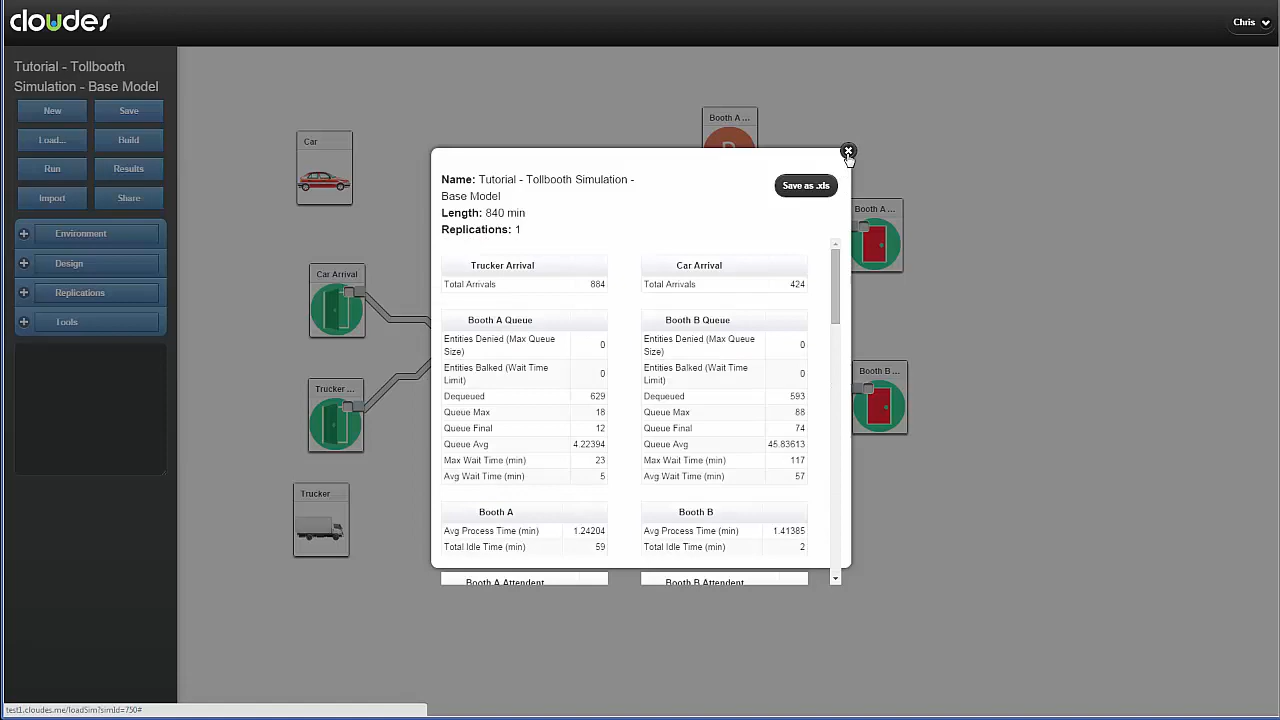 cloudes
Chris
Tutorial - Tollbooth
Simulation - Base Model
New
Save
Load...
Build
Run
Results
Import
Share
Environment
Design
Replications
Tools
Car
Car Arrival
Trucker ...
Trucker
Booth A ...
Booth A ...
Booth B ...
Name: Tutorial - Tollbooth Simulation -
Base Model
Length: 840 min
Replications: 1
Save as .xls
Trucker Arrival
Total Arrivals 884
Car Arrival
Total Arrivals 424
Booth A Queue
Entities Denied (Max Queue
Size) 0
Entities Balked (Wait Time
Limit) 0
Dequeued 629
Queue Max 18
Queue Final 12
Queue Avg 4.22394
Max Wait Time (min) 23
Avg Wait Time (min) 5
Booth B Queue
Entities Denied (Max Queue
Size) 0
Entities Balked (Wait Time
Limit) 0
Dequeued 593
Queue Max 88
Queue Final 74
Queue Avg 45.83613
Max Wait Time (min) 117
Avg Wait Time (min) 57
Booth A
Avg Process Time (min) 1.24204
Total Idle Time (min) 59
Booth B
Avg Process Time (min) 1.41385
Total Idle Time (min) 2
Booth A Attendent
Booth B Attendent
test1.cloudes.me/loadSim?simId=750#